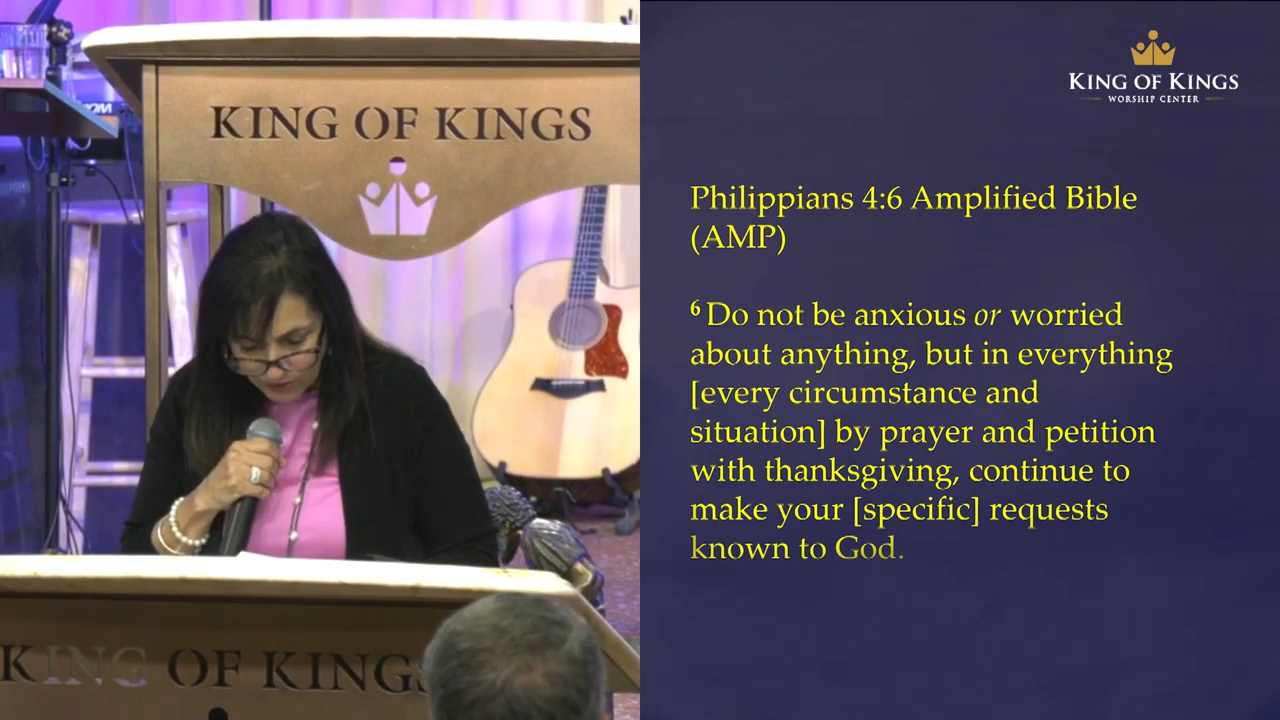 KING OF KINGS
KING OF KINGS
KING OF KINGS
WORSHIP CENTER
Philippians 4:6 Amplified Bible
(AMP)
6 Do not be anxious or worried
about anything, but in everything
[every circumstance and
situation] by prayer and petition
with thanksgiving, continue to
make your [specific] requests
known to God.